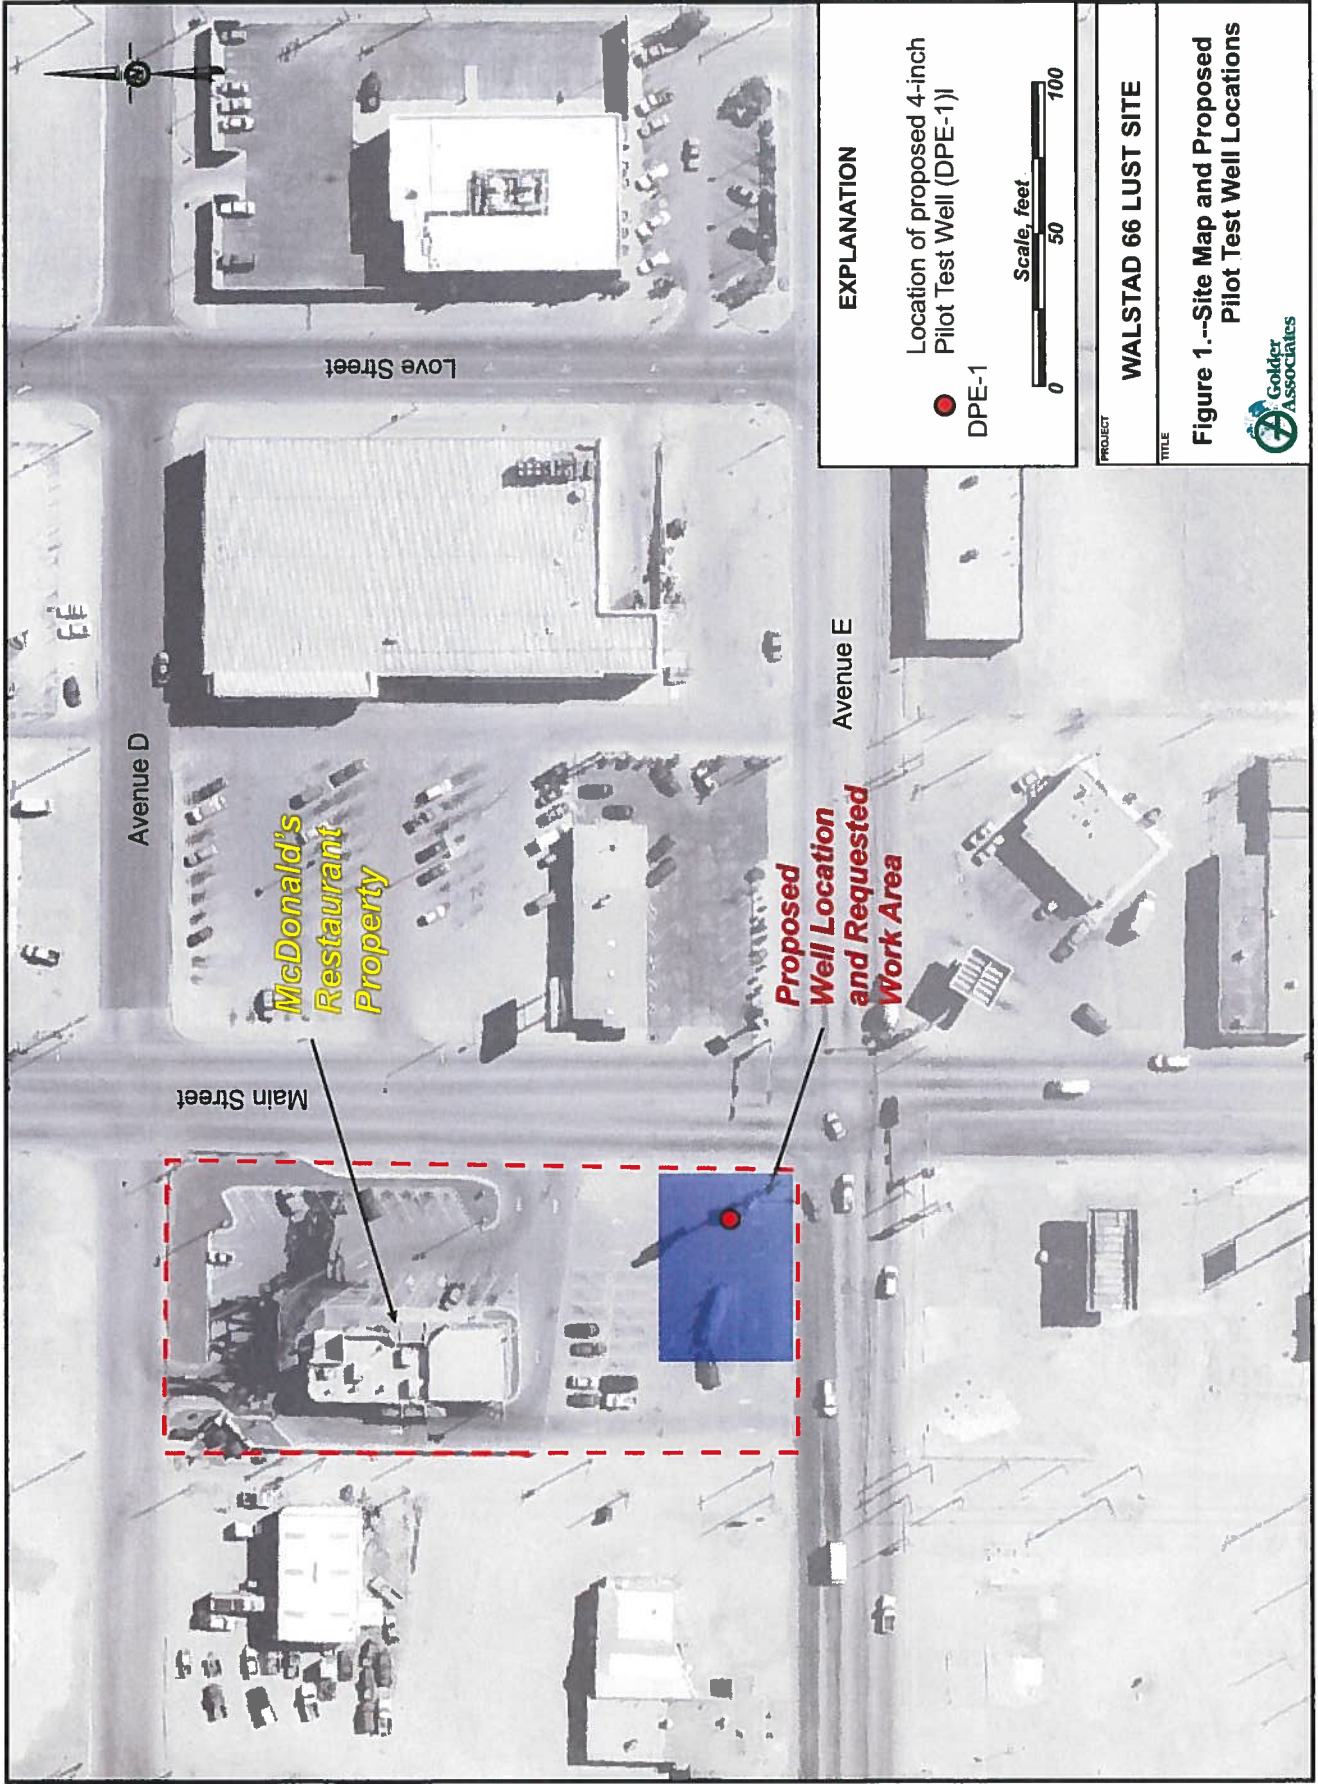 Avenue D
Love Street
Main Street
McDonald's
Restaurant
Property
Avenue E
Proposed
Well Location
and Requested
Work Area
EXPLANATION
Location of proposed 4-inch
Pilot Test Well (DPE-1)l
DPE-1
Scale, feet
0 50 100
PROJECT
WALSTAD 66 LUST SITE
TITLE
Figure 1.--Site Map and Proposed
Pilot Test Well Locations
Golder
Associates